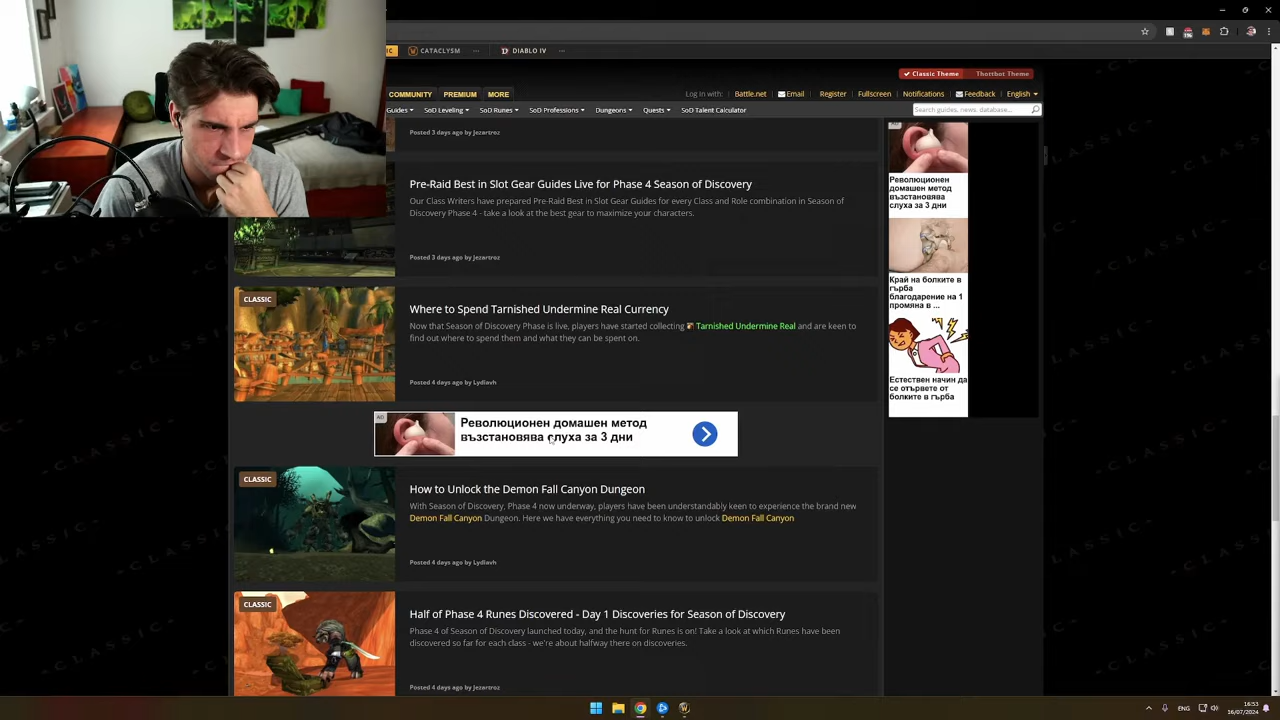 IC
CATACLYSM
DIABLO IV
Classic Theme
Thottbot Theme
COMMUNITY PREMIUM MORE
Log in with: Battle.net Email Register Fullscreen Notifications Feedback English
Guides SoD Leveling SoD Runes SoD Professions Dungeons Quests SoD Talent Calculator
Search guides, news, database...
Posted 3 days ago by Jezartroz
Pre-Raid Best in Slot Gear Guides Live for Phase 4 Season of Discovery
Our Class Writers have prepared Pre-Raid Best in Slot Gear Guides for every Class and Role combination in Season of
Discovery Phase 4 - take a look at the best gear to maximize your characters.
Posted 3 days ago by Jezartroz
CLASSIC
Where to Spend Tarnished Undermine Real Currency
Now that Season of Discovery Phase is live, players have started collecting Tarnished Undermine Real and are keen to
find out where to spend them and what they can be spent on.
Posted 4 days ago by Lydiavh
AD
Революционен домашен метод
възстановява слуха за 3 дни
CLASSIC
How to Unlock the Demon Fall Canyon Dungeon
With Season of Discovery, Phase 4 now underway, players have been understandably keen to experience the brand new
Demon Fall Canyon Dungeon. Here we have everything you need to know to unlock Demon Fall Canyon
Posted 4 days ago by Lydiavh
CLASSIC
Half of Phase 4 Runes Discovered - Day 1 Discoveries for Season of Discovery
Phase 4 of Season of Discovery launched today, and the hunt for Runes is on! Take a look at which Runes have been
discovered so far for each class - we're about halfway there on discoveries.
Posted 4 days ago by Jezartroz
AD
Революционен
домашен метод
възстановява
слуха за 3 дни
Край на болките в
гърба
благодарение на 1
промяна в ...
Естествен начин да
се отървете от
болките в гърба
ENG
16:53
16/07/2024